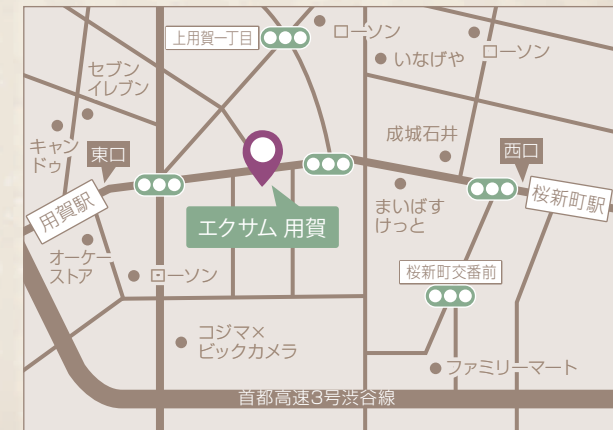 上用賀一丁目
ローソン
いなげや
ローソン
セブン
イレブン
キャン
ドゥ
東口
成城石井
西口
用賀駅
エクサム 用賀
まいばす
けっと
桜新町駅
オーケー
ストア
ローソン
桜新町交番前
コジマ×
ビックカメラ
ファミリーマート
首都高速3号渋谷線